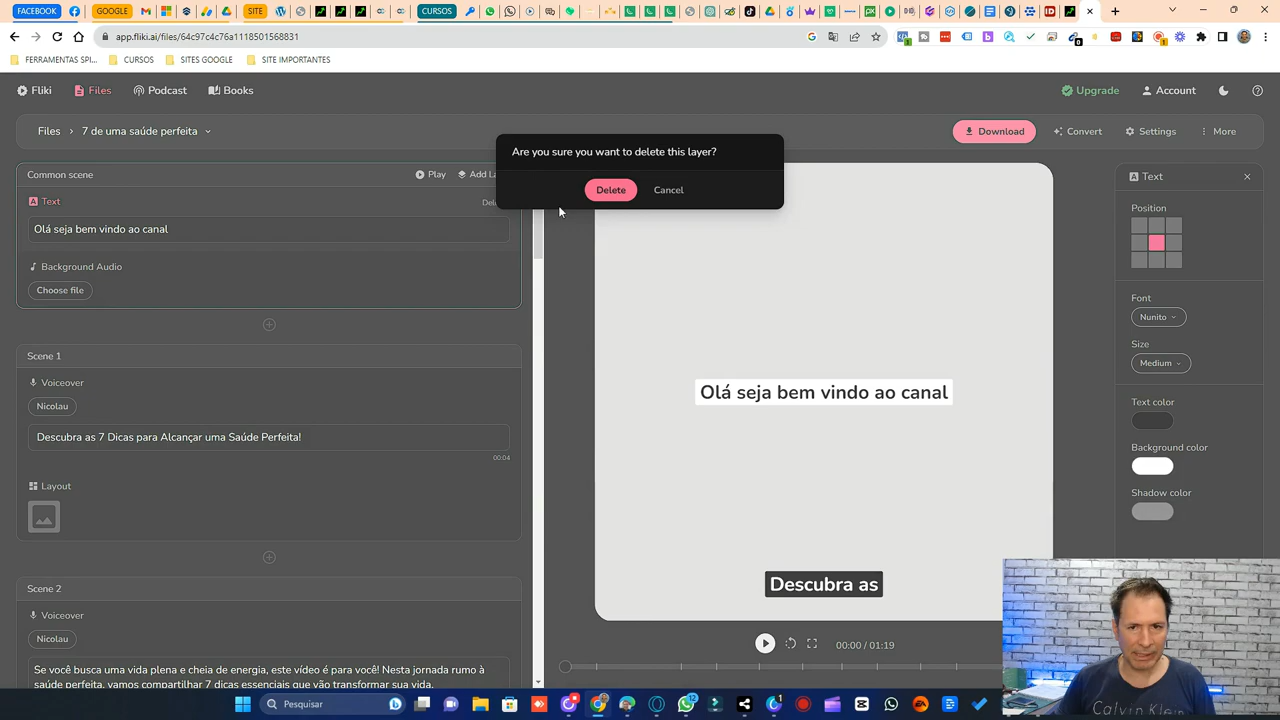 FACEBOOK
GOOGLE
SITE
CURSOS
app.fliki.ai/files/64c97c4c76a1118501568831
FERRAMENTAS SPI...
CURSOS
SITES GOOGLE
SITE IMPORTANTES
Fliki
Files
Podcast
Books
Upgrade
Account
Files > 7 de uma saúde perfeita
Download
Convert
Settings
More
Are you sure you want to delete this layer?
Delete
Cancel
Common scene
Play
Add La
Text
Del
Olá seja bem vindo ao canal
Background Audio
Choose file
Scene 1
Voiceover
Nicolau
Descubra as 7 Dicas para Alcançar uma Saúde Perfeita!
00:04
Layout
Scene 2
Voiceover
Nicolau
Se você busca uma vida plena e cheia de energia, este vídeo é para você! Nesta jornada rumo à
saúde perfeita, vamos compartilhar 7 dicas essenciais que vão transformar sua vida.
Olá seja bem vindo ao canal
Descubra as
00:00 / 01:19
Text
Position
Font
Nunito
Size
Medium
Text color
Background color
Shadow color
Calvin Klein
Pesquisar
12